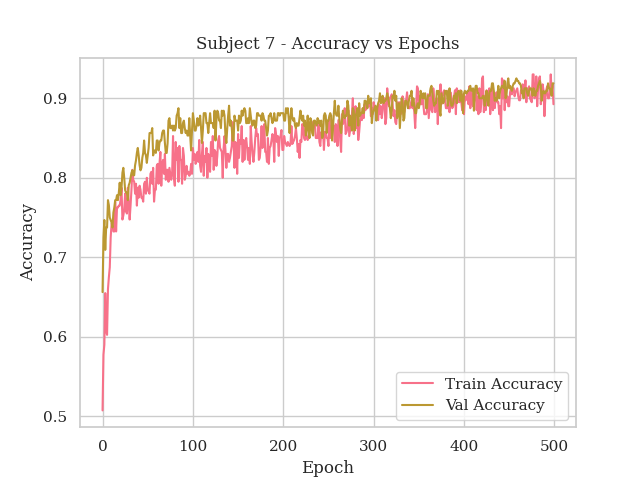 Subject 7 - Accuracy vs Epochs
Accuracy
0.9
0.8
0.7
0.6
0.5
0 100 200 300 400 500
Epoch
Train Accuracy
Val Accuracy